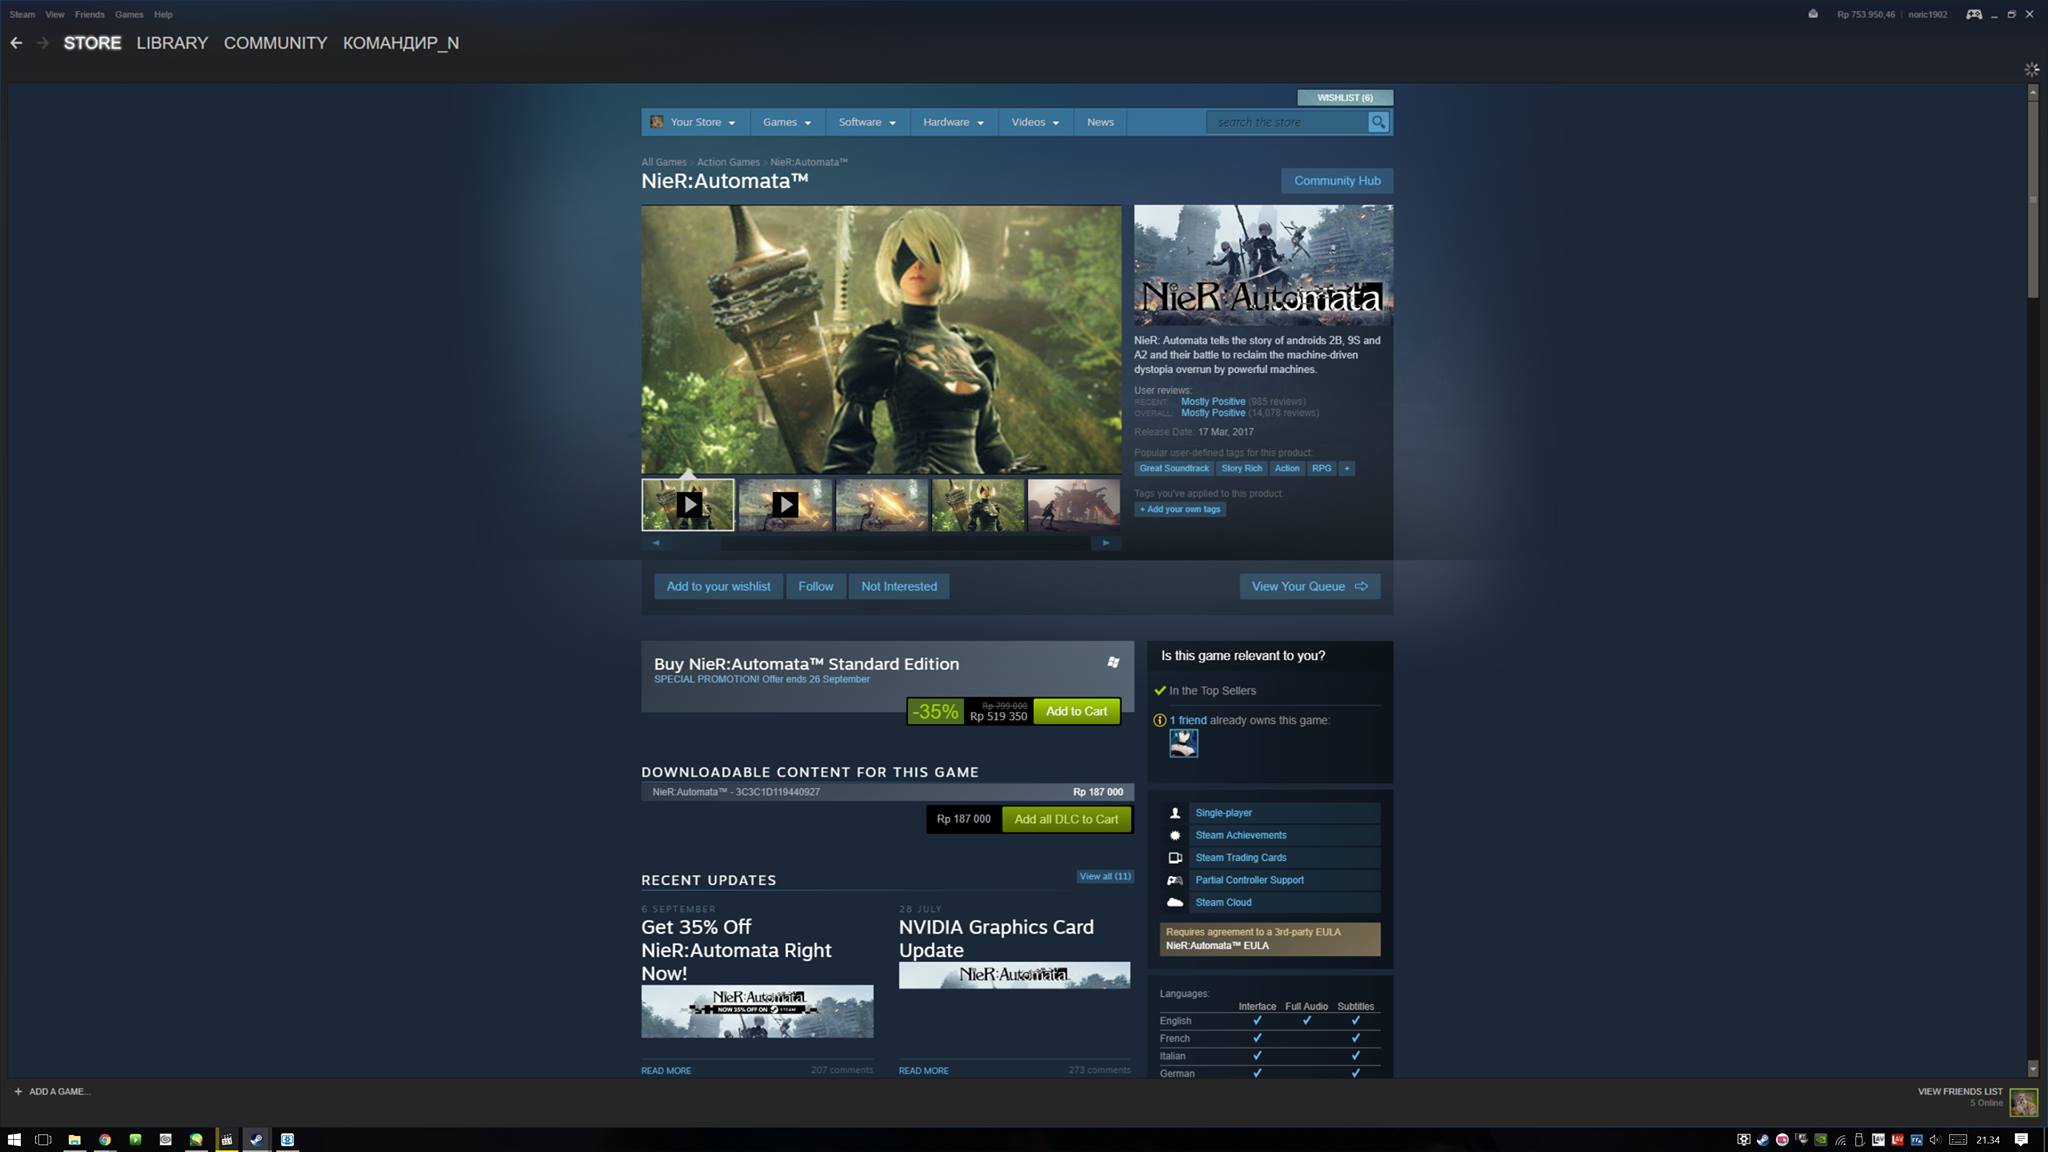 Steam View Friends Games Help
Rp 753.950,46 noric1902
STORE LIBRARY COMMUNITY КОМАНДИР_N
WISHLIST (6)
Your Store Games Software Hardware Videos News
search the store
All Games > Action Games > NieR:Automata™
NieR:Automata™
Community Hub
NieR:Automata
NieR: Automata tells the story of androids 2B, 9S and
A2 and their battle to reclaim the machine-driven
dystopia overrun by powerful machines.
User reviews:
RECENT: Mostly Positive (985 reviews)
OVERALL: Mostly Positive (14,078 reviews)
Release Date: 17 Mar, 2017
Popular user-defined tags for this product:
Great Soundtrack Story Rich Action RPG +
Tags you've applied to this product:
+ Add your own tags
Add to your wishlist Follow Not Interested
View Your Queue
Buy NieR:Automata™ Standard Edition
SPECIAL PROMOTION! Offer ends 26 September
-35% Rp 799 000
Rp 519 350 Add to Cart
Is this game relevant to you?
In the Top Sellers
1 friend already owns this game:
DOWNLOADABLE CONTENT FOR THIS GAME
NieR:Automata™ - 3C3C1D119440927 Rp 187 000
Rp 187 000 Add all DLC to Cart
Single-player
Steam Achievements
Steam Trading Cards
Partial Controller Support
Steam Cloud
Requires agreement to a 3rd-party EULA
NieR:Automata™ EULA
RECENT UPDATES View all (11)
6 SEPTEMBER
Get 35% Off
NieR:Automata Right
Now!
NieR:Automata
NOW 35% OFF ON STEAM
READ MORE 207 comments
28 JULY
NVIDIA Graphics Card
Update
NieR:Automata
READ MORE 273 comments
Languages:
Interface Full Audio Subtitles
English ✓ ✓ ✓
French ✓ ✓
Italian ✓ ✓
German ✓ ✓
+ ADD A GAME...
VIEW FRIENDS LIST
5 Online
21.34